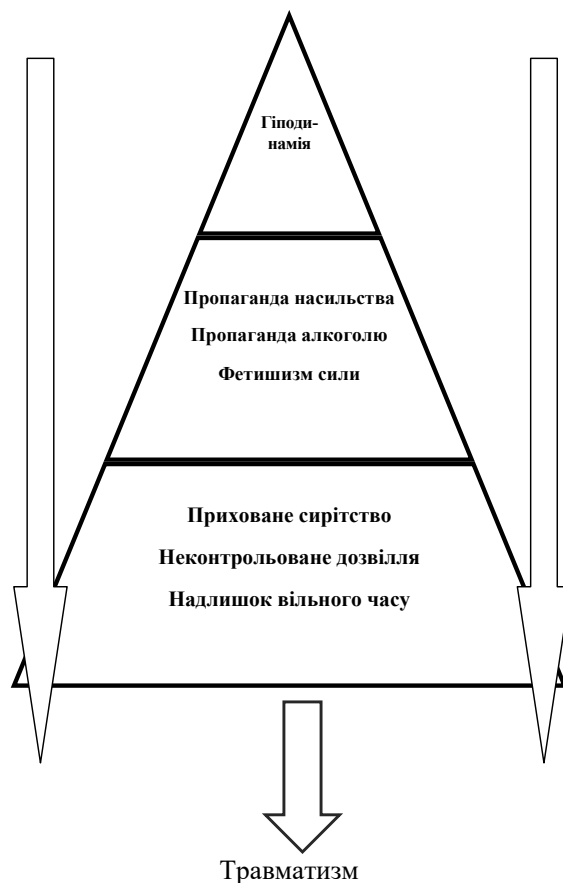 Гіподи-
намія
Пропаганда насильства
Пропаганда алкоголю
Фетишизм сили
Приховане сирітство
Неконтрольоване дозвілля
Надлишок вільного часу
Травматизм